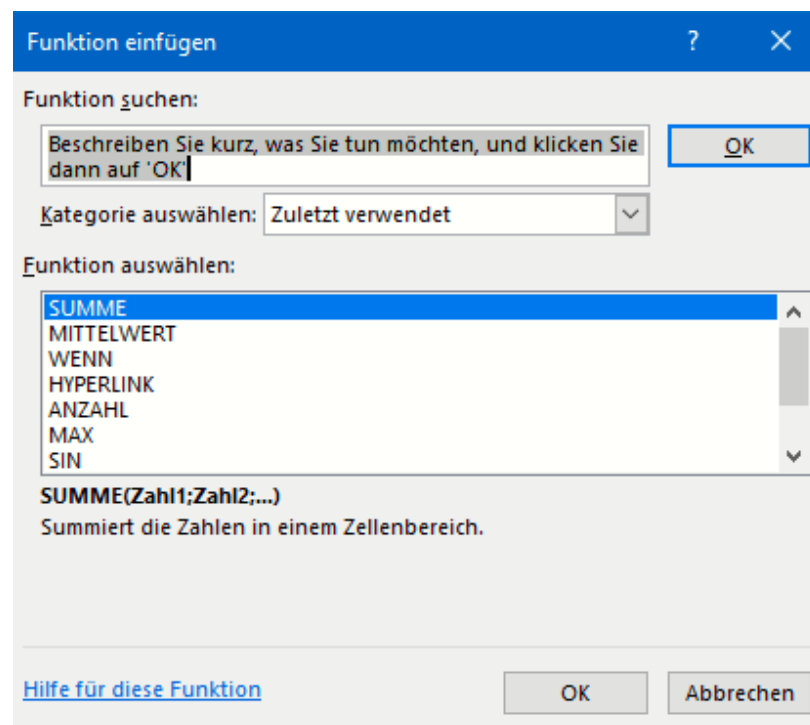 Funktion einfügen ?
Funktion suchen:
Beschreiben Sie kurz, was Sie tun möchten, und klicken Sie
dann auf 'OK'
OK
Kategorie auswählen: Zuletzt verwendet
Funktion auswählen:
SUMME
MITTELWERT
WENN
HYPERLINK
ANZAHL
MAX
SIN
SUMME(Zahl1;Zahl2;...)
Summiert die Zahlen in einem Zellenbereich.
Hilfe für diese Funktion OK Abbrechen